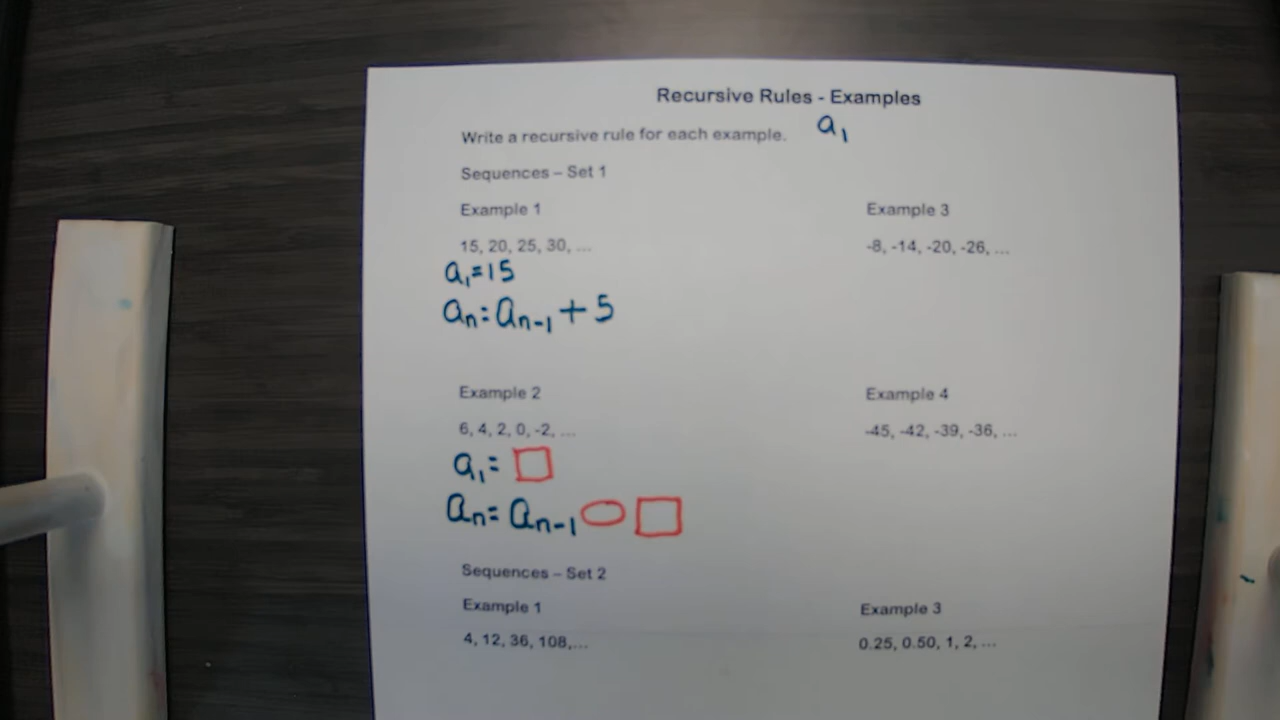 Recursive Rules - Examples
Write a recursive rule for each example. a₁
Sequences – Set 1
Example 1
15, 20, 25, 30, ...
a₁=15
aₙ=aₙ₋₁+5
Example 3
-8, -14, -20, -26, ...
Example 2
6, 4, 2, 0, -2, ...
a₁=
aₙ=aₙ₋₁
Example 4
-45, -42, -39, -36, ...
Sequences – Set 2
Example 1
4, 12, 36, 108,...
Example 3
0.25, 0.50, 1, 2, ...